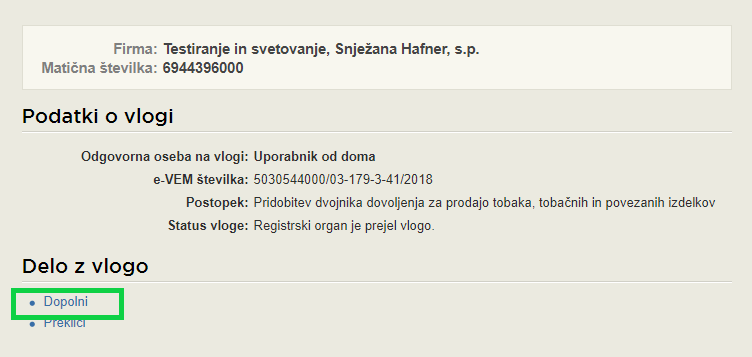 Firma: Testiranje in svetovanje, Snježana Hafner, s.p.
Matična številka: 6944396000
Podatki o vlogi
Odgovorna oseba na vlogi: Uporabnik od doma
e-VEM številka: 5030544000/03-179-3-41/2018
Postopek: Pridobitev dvojnika dovoljenja za prodajo tobaka, tobačnih in povezanih izdelkov
Status vloge: Registrski organ je prejel vlogo.
Delo z vlogo
Dopolni
Prekliči